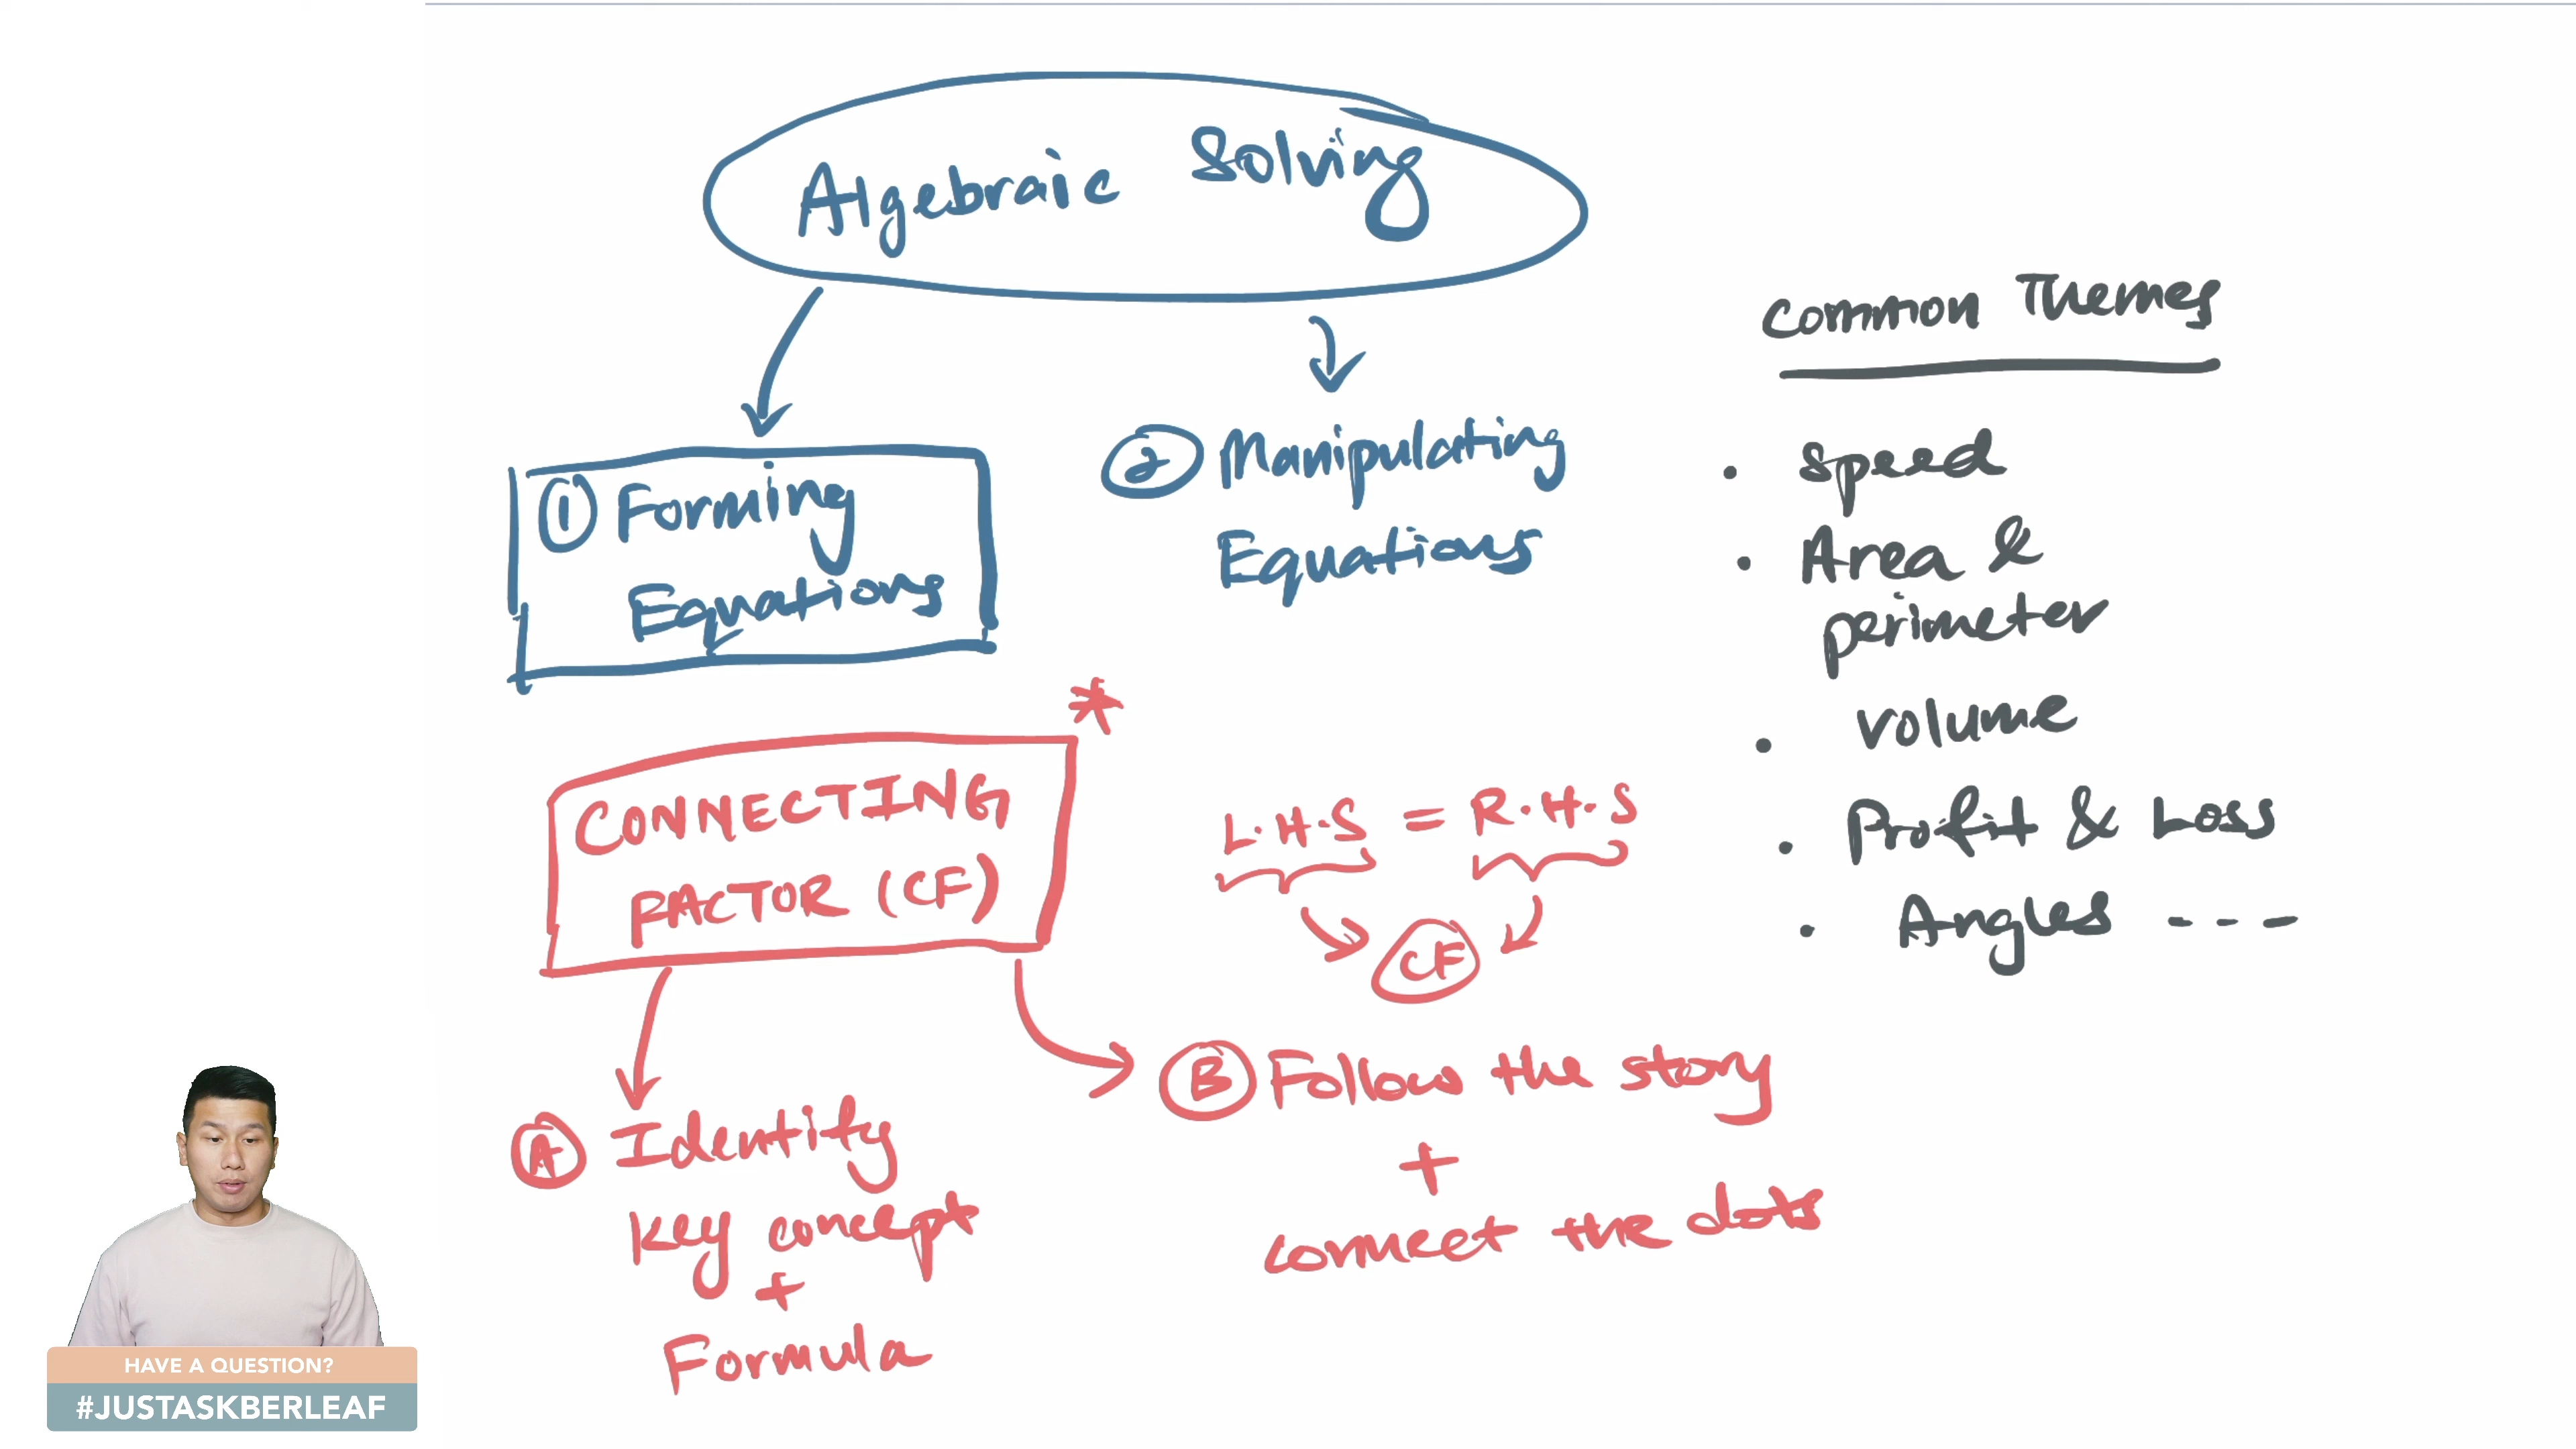 Algebraic Solving
① Forming
Equations
② Manipulating
Equations
Common Themes
• Speed
• Area &
perimeter
• volume
• Profit & Loss
• Angles ---
*
CONNECTING
FACTOR (CF)
L.H.S = R.H.S
CF
Ⓐ Identify
key concept
+
Formula
Ⓑ Follow the story
+
connect the dots
HAVE A QUESTION?
#JUSTASKBERLEAF